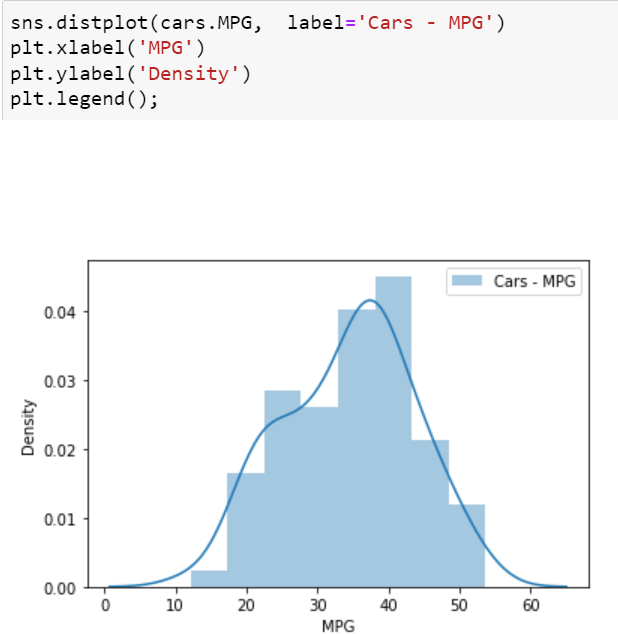 sns.distplot(cars.MPG,  label='Cars - MPG')
plt.xlabel('MPG')
plt.ylabel('Density')
plt.legend();
Cars - MPG
0.04
0.03
0.02
0.01
0.00
Density
0 10 20 30 40 50 60
MPG